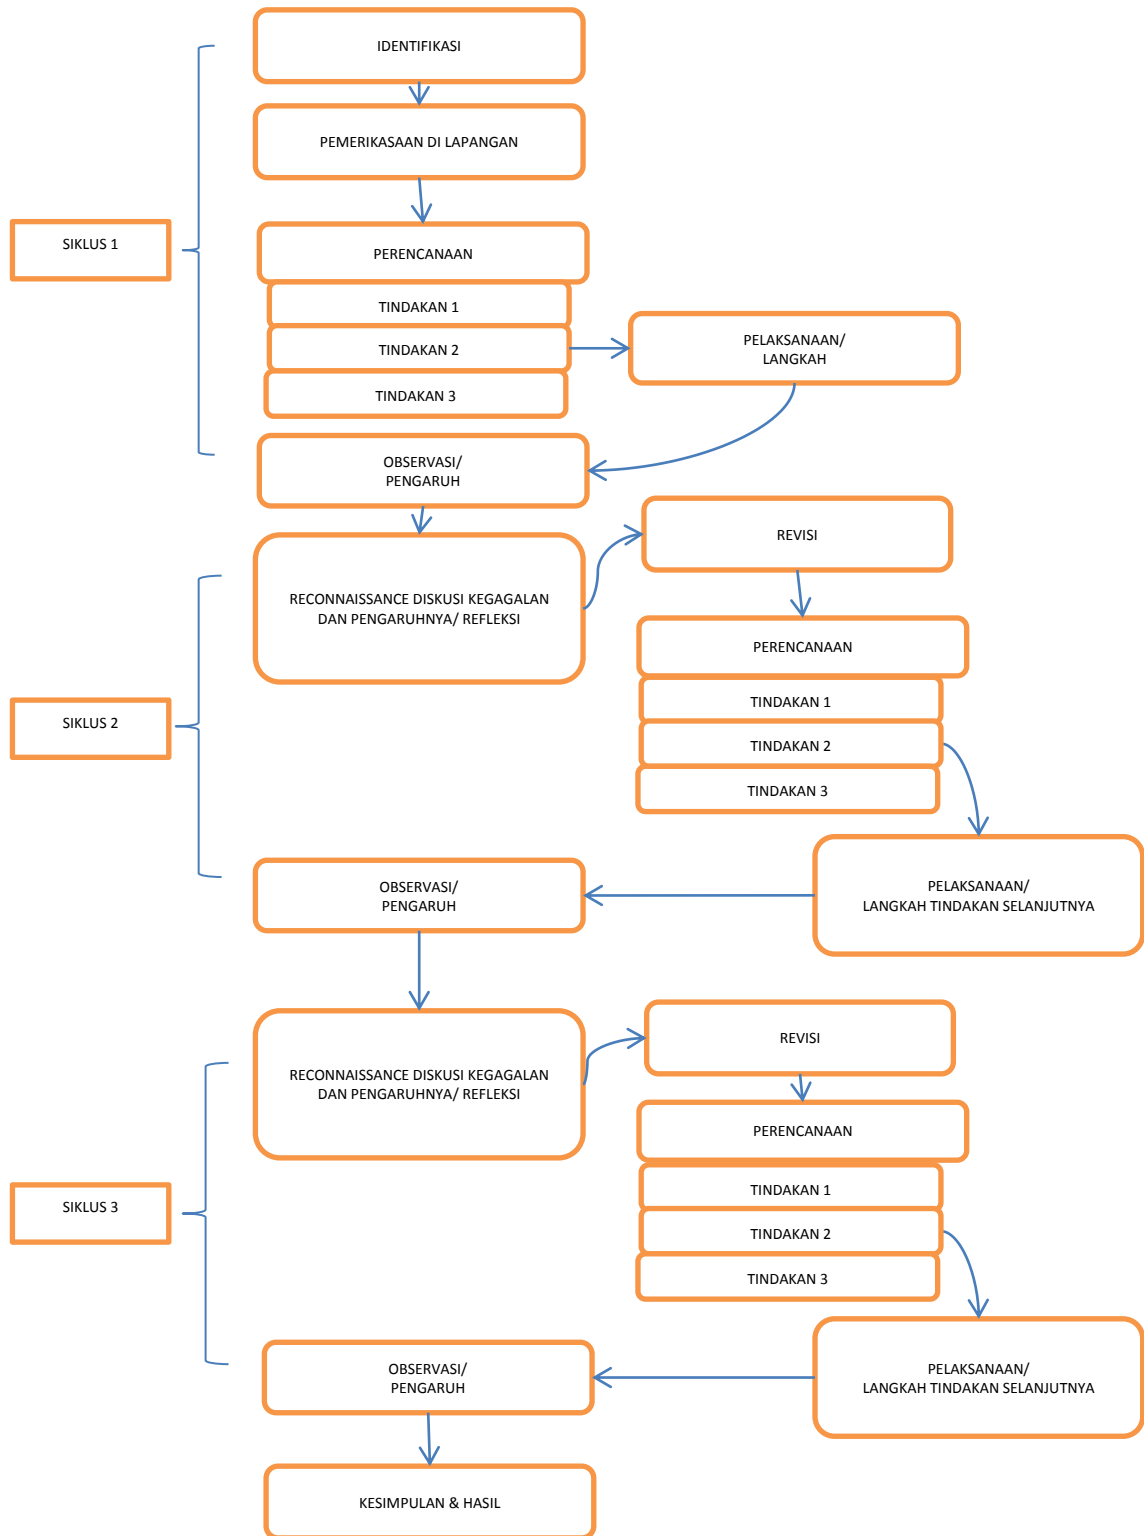 IDENTIFIKASI
PEMERIKASAAN DI LAPANGAN
SIKLUS 1
PERENCANAAN
TINDAKAN 1
TINDAKAN 2
TINDAKAN 3
PELAKSANAAN/
LANGKAH
OBSERVASI/
PENGARUH
RECONNAISSANCE DISKUSI KEGAGALAN
DAN PENGARUHNYA/ REFLEKSI
REVISI
SIKLUS 2
PERENCANAAN
TINDAKAN 1
TINDAKAN 2
TINDAKAN 3
PELAKSANAAN/
LANGKAH TINDAKAN SELANJUTNYA
OBSERVASI/
PENGARUH
RECONNAISSANCE DISKUSI KEGAGALAN
DAN PENGARUHNYA/ REFLEKSI
REVISI
SIKLUS 3
PERENCANAAN
TINDAKAN 1
TINDAKAN 2
TINDAKAN 3
PELAKSANAAN/
LANGKAH TINDAKAN SELANJUTNYA
OBSERVASI/
PENGARUH
KESIMPULAN & HASIL